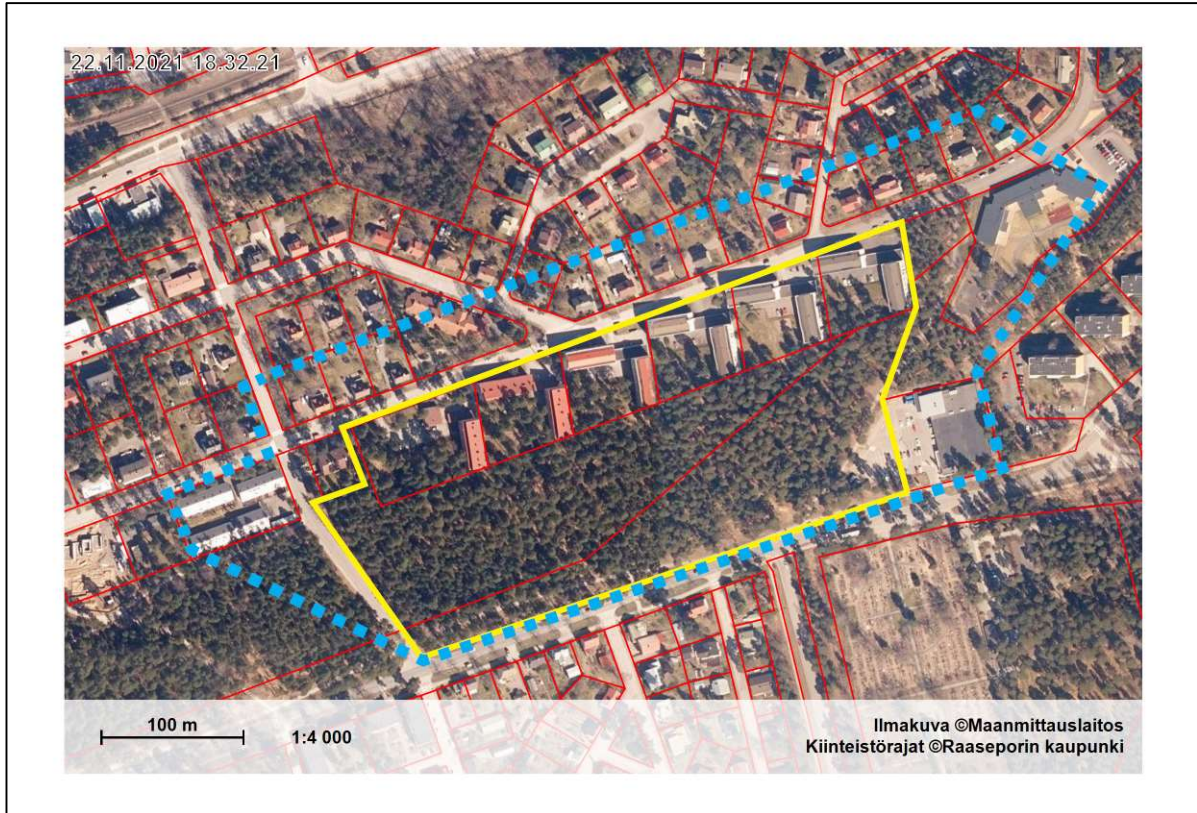 22.11.2021 18.32.21
100 m
1:4 000
Ilmakuva ©Maanmittauslaitos
Kiinteistörajat ©Raaseporin kaupunki